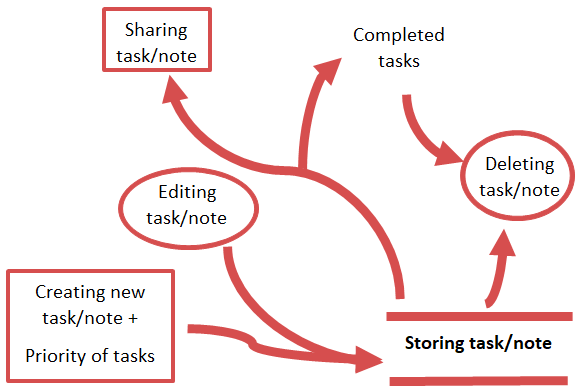 Sharing
task/note
Completed
tasks
Deleting
task/note
Editing
task/note
Creating new
task/note +
Priority of tasks
Storing task/note